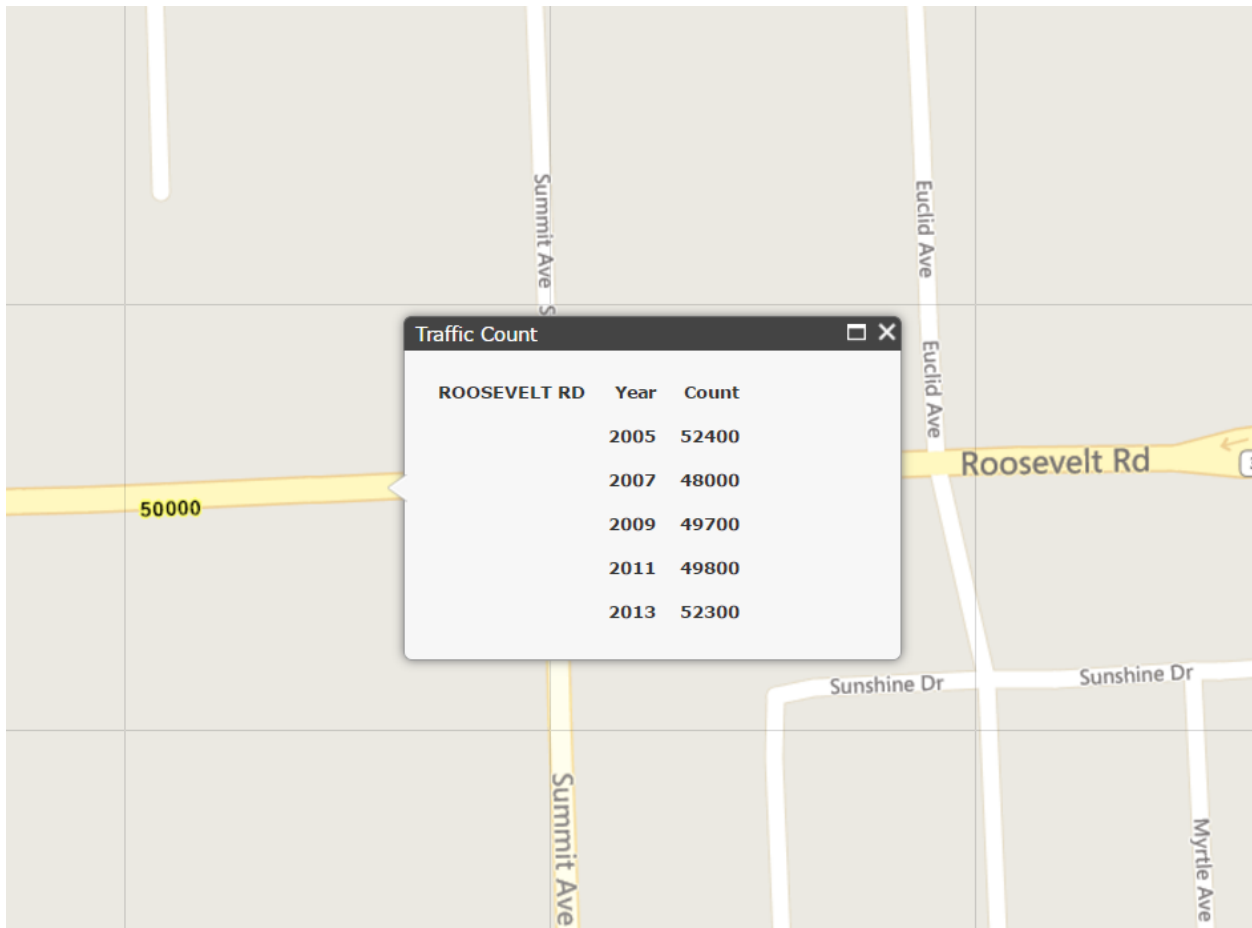 Summit Ave
S
Euclid Ave
Traffic Count
Euclid Ave
ROOSEVELT RD Year Count
2005 52400
2007 48000
2009 49700
2011 49800
2013 52300
Roosevelt Rd
50000
Sunshine Dr
Sunshine Dr
Summit Ave
Myrtle Ave